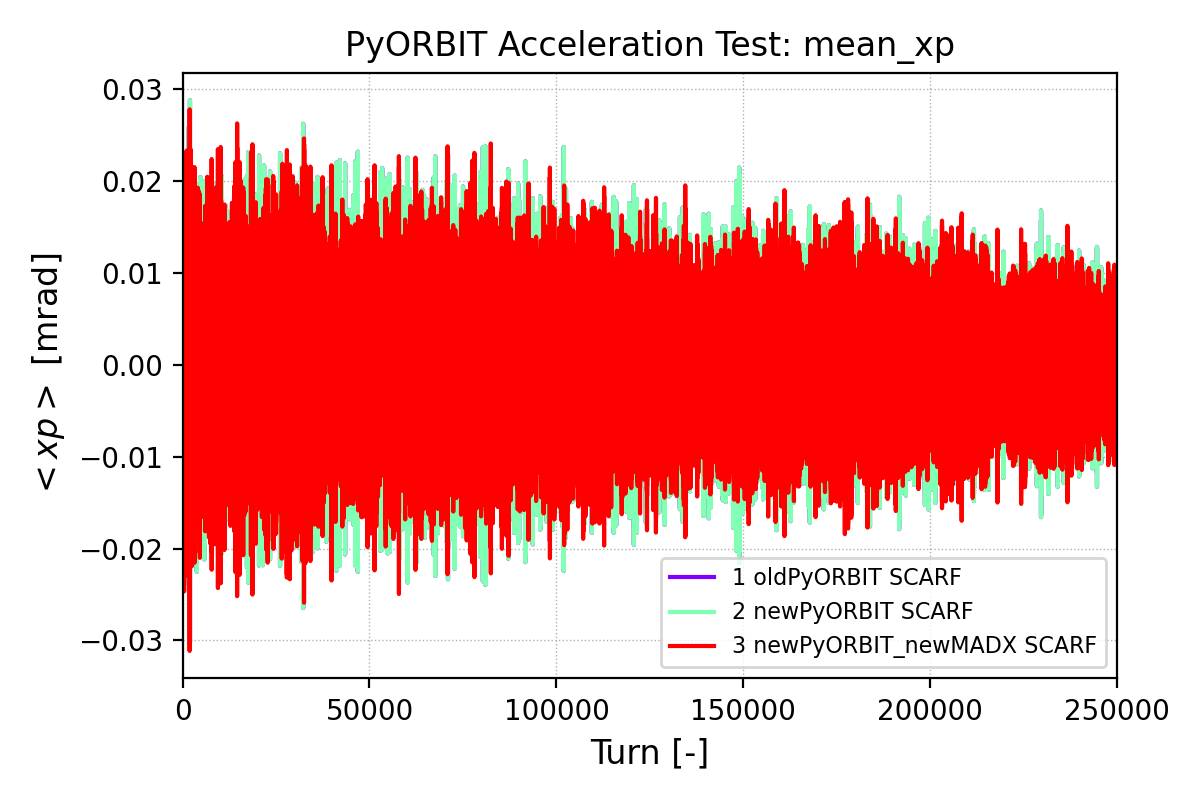 PyORBIT Acceleration Test: mean_xp
0.03
0.02
0.01
0.00
−0.01
−0.02
−0.03
<xp> [mrad]
1 oldPyORBIT SCARF
2 newPyORBIT SCARF
3 newPyORBIT_newMADX SCARF
0 50000 100000 150000 200000 250000
Turn [-]